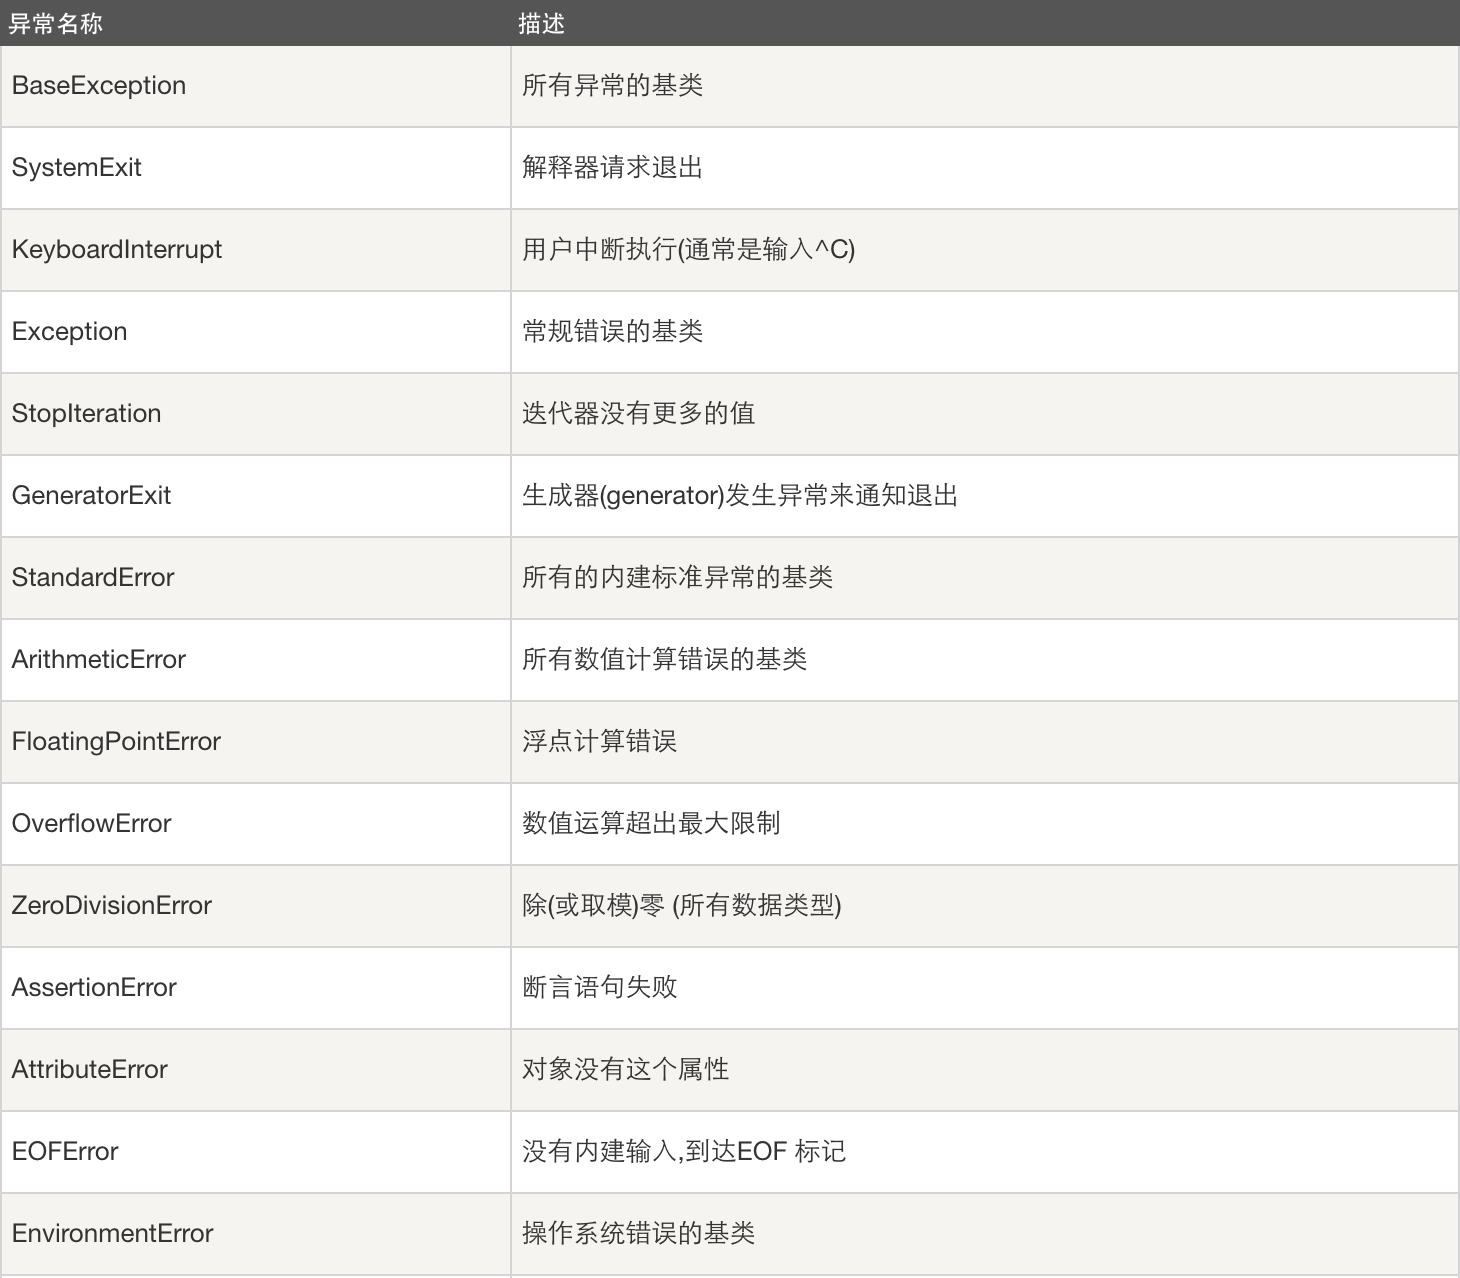 异常名称 描述
BaseException 所有异常的基类
SystemExit 解释器请求退出
KeyboardInterrupt 用户中断执行(通常是输入^C)
Exception 常规错误的基类
StopIteration 迭代器没有更多的值
GeneratorExit 生成器(generator)发生异常来通知退出
StandardError 所有的内建标准异常的基类
ArithmeticError 所有数值计算错误的基类
FloatingPointError 浮点计算错误
OverflowError 数值运算超出最大限制
ZeroDivisionError 除(或取模)零 (所有数据类型)
AssertionError 断言语句失败
AttributeError 对象没有这个属性
EOFError 没有内建输入,到达EOF 标记
EnvironmentError 操作系统错误的基类